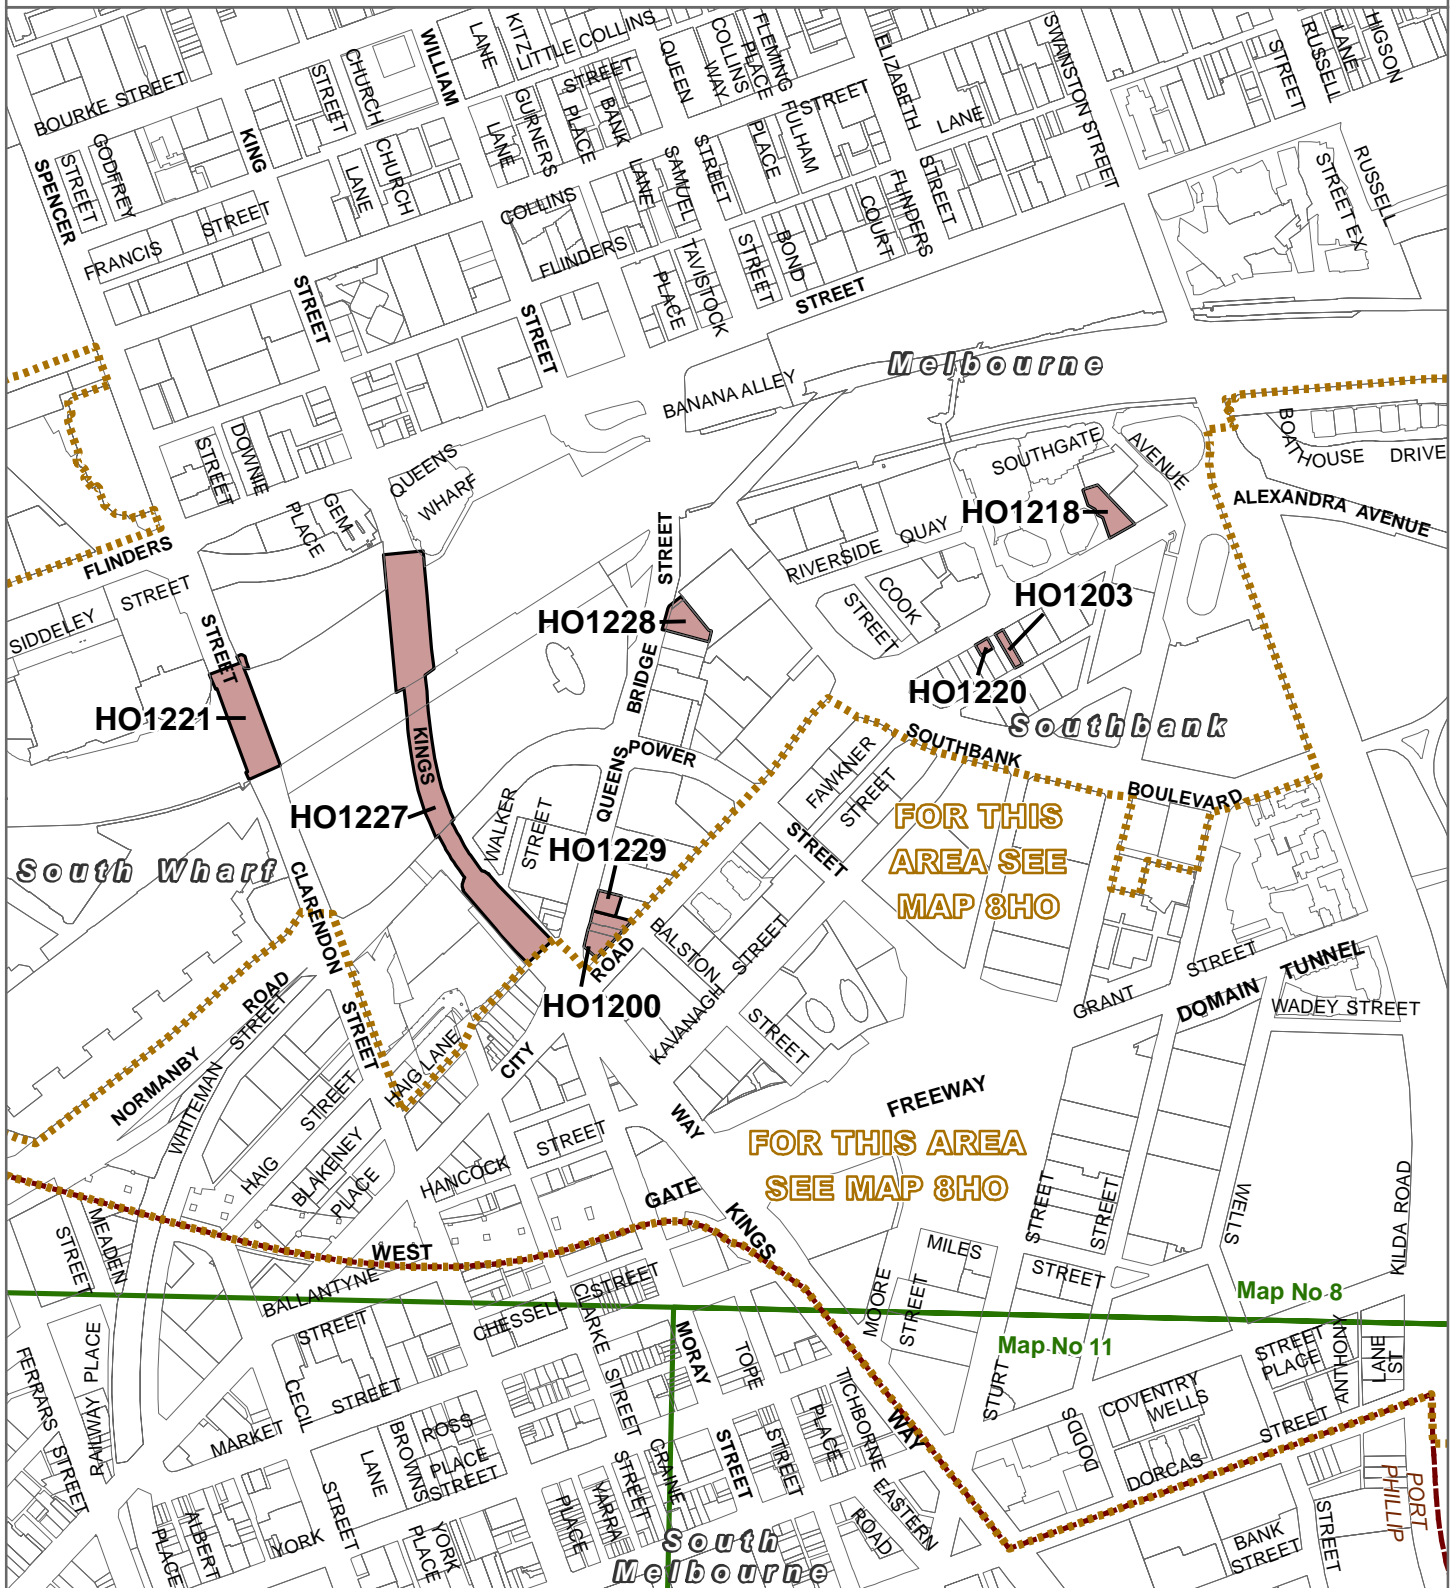 BOURKE STREET
SPENCER
STREET
GODFREY
KING
STREET
CHURCH
WILLIAM
LANE
KITZ
LITTLE COLLINS
STREET
QUEEN
COLLINS
WAY
FLEMING
PLACE
ELIZABETH
SWANSTON STREET
STREET
RUSSELL
LANE
HIGSON
LANE
CHURCH
LANE
GURNERS
PLACE
BANK
STREET
FULHAM
PLACE
LANE
FRANCIS
STREET
COLLINS
FLINDERS
LANE
SAMUEL
STREET
TAVISTOCK
PLACE
STREET
BOND
COURT
FLINDERS
STREET
STREET
STREET EX
RUSSELL
STREET
STREET
BANANA ALLEY
Melbourne
STREET
DOWNIE
QUEENS
WHARF
GEM
PLACE
FLINDERS
STREET
SIDDELEY
SOUTHGATE
AVENUE
BOATHOUSE DRIVE
ALEXANDRA AVENUE
HO1218
RIVERSIDE QUAY
COOK
STREET
HO1203
HO1220
Southbank
STREET
HO1228
BRIDGE
STREET
HO1221
KINGS
HO1227
WALKER
STREET
QUEENS
POWER
HO1229
HO1200
ROAD
SOUTHBANK
BOULEVARD
FAWKNER
STREET
STREET
FOR THIS
AREA SEE
MAP 8HO
South Wharf
CLARENDON
STREET
NORMANBY
ROAD
STREET
WHITEMAN
HAIG
STREET
BLAKENEY
PLACE
HAIG LANE
CITY
HANCOCK
STREET
BALSTON
STREET
KAVANAGH
STREET
WAY
FREEWAY
FOR THIS AREA
SEE MAP 8HO
GRANT
STREET
DOMAIN
TUNNEL
WADEY STREET
WEST
GATE
KINGS
WAY
MILES
STREET
MOORE
STREET
STREET
STREET
WELLS
KILDA ROAD
Map No 8
Map No 11
STREET
MEADEN
BALLANTYNE
STREET
CHESSELL
STREET
CLARKE
STREET
MORAY
STREET
TOPE
STREET
PLACE
TICHBORNE
EASTERN
ROAD
STURT
DODDS
COVENTRY
WELLS
STREET
PLACE
ANTHONY
LANE
ST
DORCAS
STREET
FERRARS
STREET
RAILWAY PLACE
CECIL
STREET
MARKET
STREET
LANE
BROWNS
ROSS
PLACE
STREET
YORK
PLACE
YORK
ALBERT
PLACE
PLACE
YARRA
STREET
GRAINE
South
Melbourne
BANK
STREET
STREET
PORT
PHILLIP